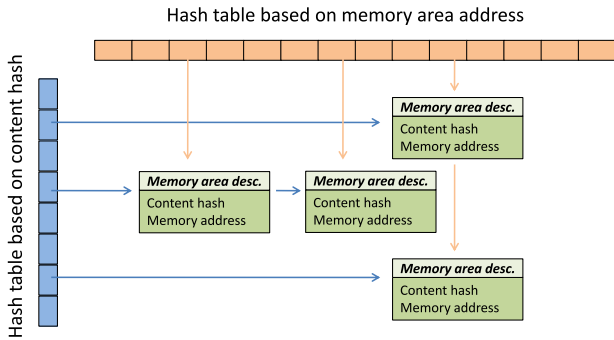 Hash table based on memory area address
Hash table based on content hash
Memory area desc.
Content hash
Memory address
Memory area desc.
Content hash
Memory address
Memory area desc.
Content hash
Memory address
Memory area desc.
Content hash
Memory address